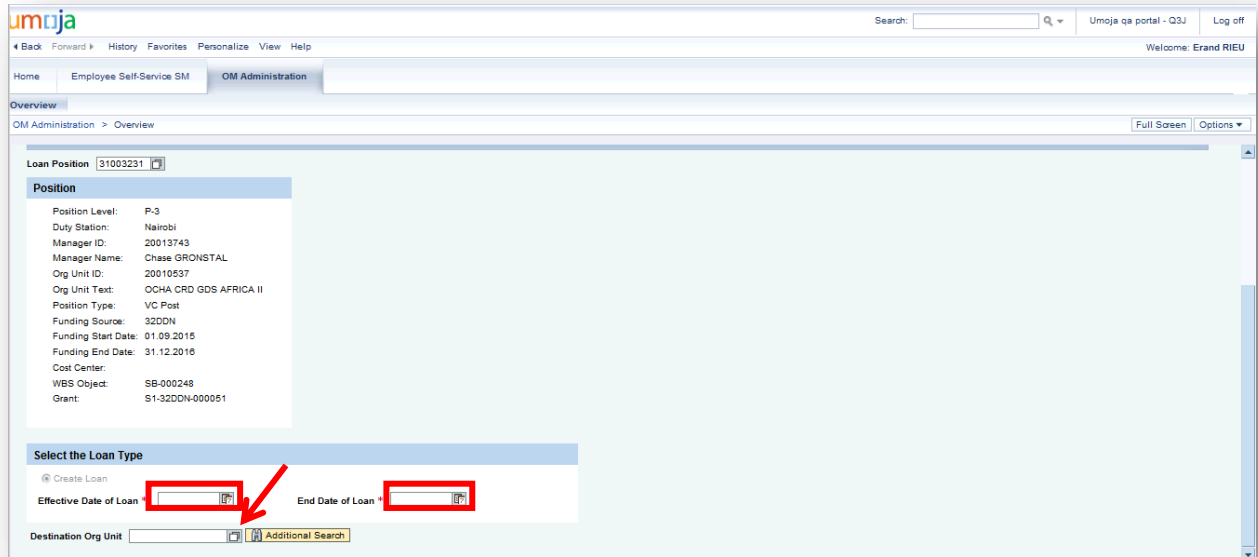 umoja Search: Umoja qa portal - Q3J Log off
Back Forward History Favorites Personalize View Help Welcome: Erand RIEU
Home Employee Self-Service SM OM Administration
Overview
OM Administration > Overview Full Screen Options
Loan Position 31003231
Position
Position Level: P-3
Duty Station: Nairobi
Manager ID: 20013743
Manager Name: Chase GRONSTAL
Org Unit ID: 20010537
Org Unit Text: OCHA CRD GDS AFRICA II
Position Type: VC Post
Funding Source: 32DDN
Funding Start Date: 01.09.2015
Funding End Date: 31.12.2016
Cost Center:
WBS Object: SB-000248
Grant: S1-32DDN-000051
Select the Loan Type
Create Loan
Effective Date of Loan * End Date of Loan *
Destination Org Unit Additional Search